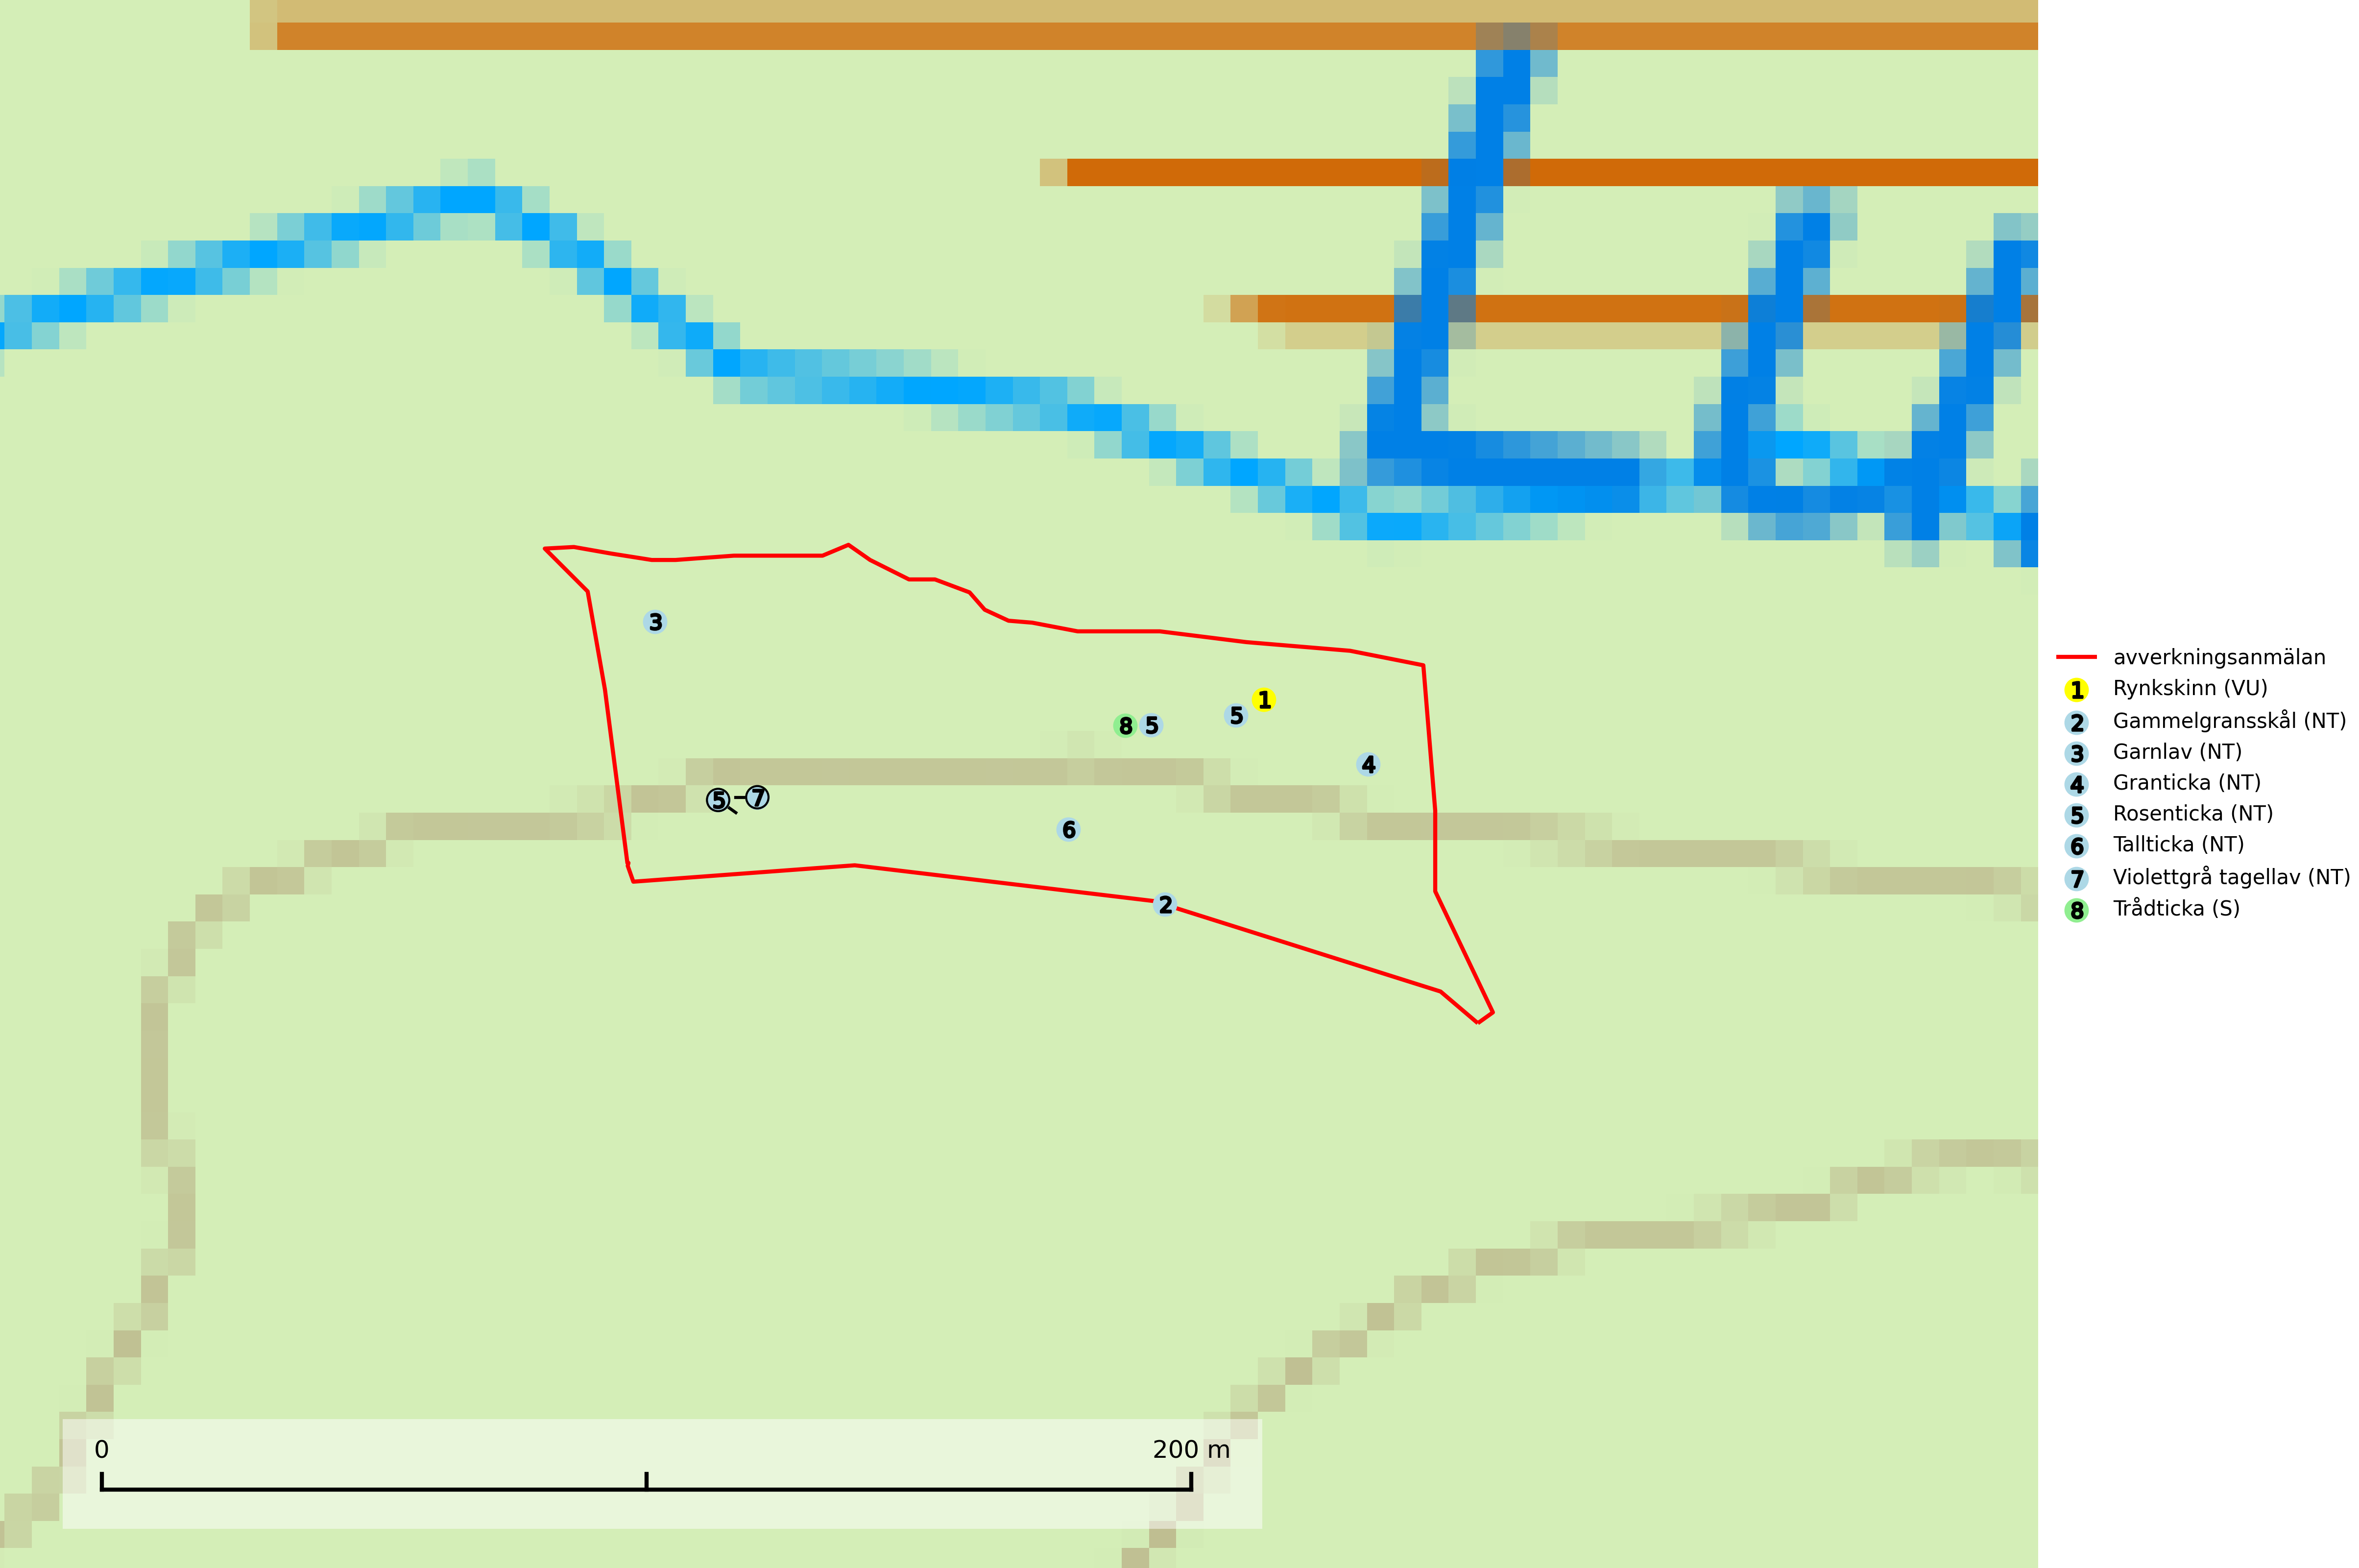 3
1
5
8 5
4
5 7
6
2
0 200 m
avverkningsanmälan
1 Rynkskinn (VU)
2 Gammelgransskål (NT)
3 Garnlav (NT)
4 Granticka (NT)
5 Rosenticka (NT)
6 Tallticka (NT)
7 Violettgrå tagellav (NT)
8 Trådticka (S)